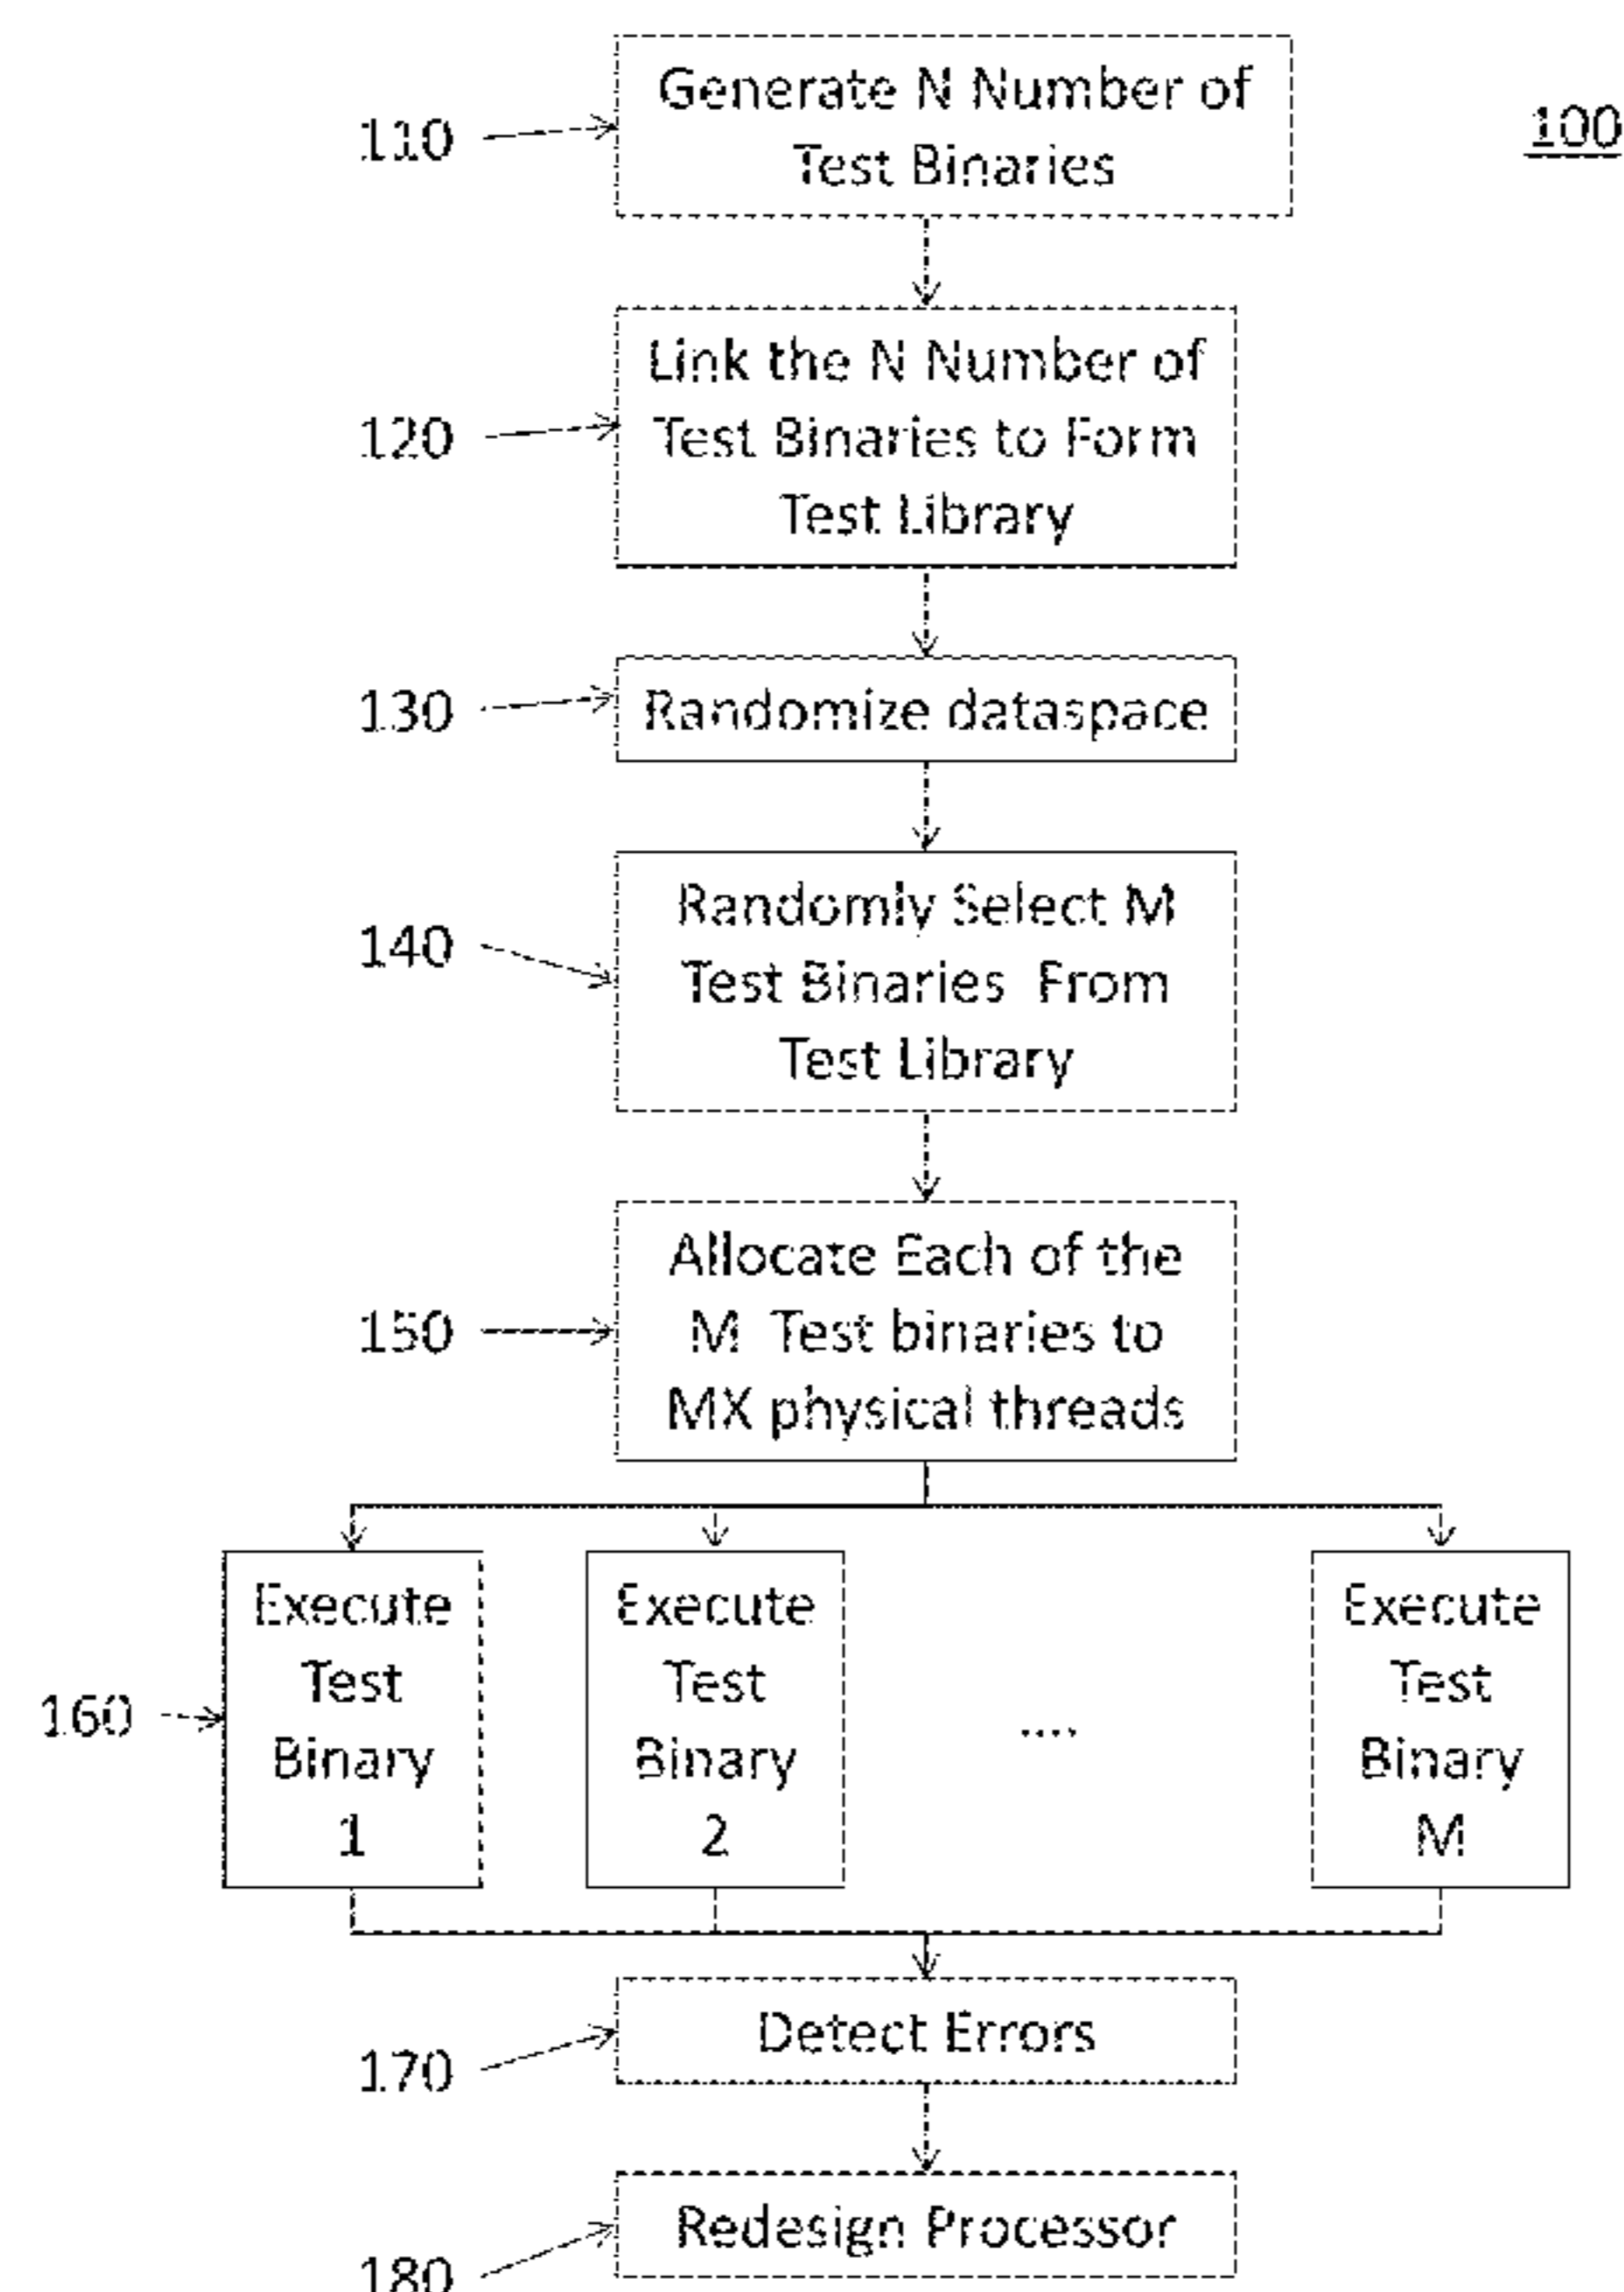 100
110
Generate N Number of
Test Binaries
120
Link the N Number of
Test Binaries to Form
Test Library
130
Randomize dataspace
140
Randomly Select M
Test Binaries From
Test Library
150
Allocate Each of the
M Test binaries to
MX physical threads
160
Execute
Test
Binary
1
Execute
Test
Binary
2
....
Execute
Test
Binary
M
170
Detect Errors
180
Redesign Processor